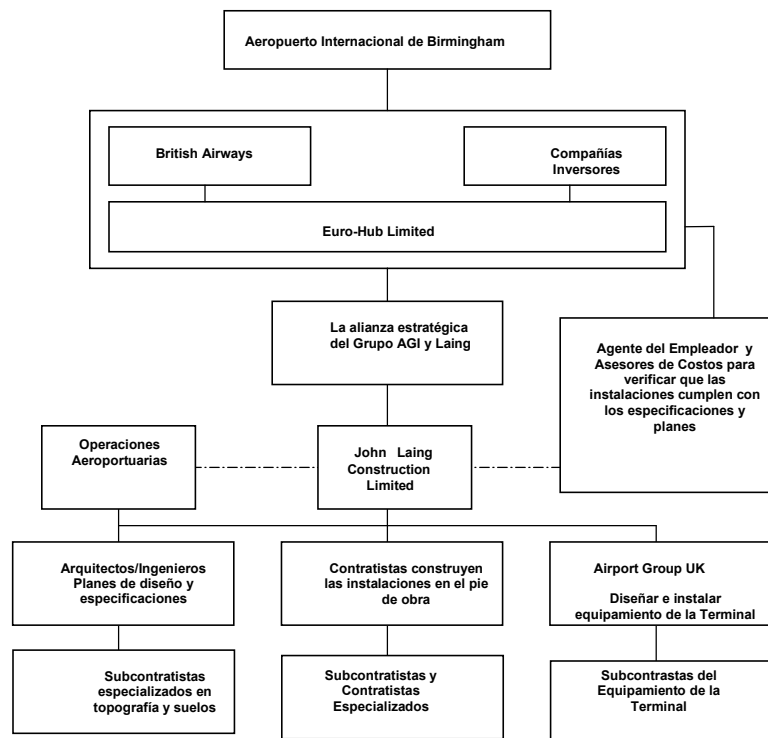 Aeropuerto Internacional de Birmingham
British Airways
Compañías
Inversores
Euro-Hub Limited
La alianza estratégica
del Grupo AGI y Laing
Agente del Empleador y
Asesores de Costos para
verificar que las
instalaciones cumplen con
los especificaciones y
planes
Operaciones
Aeroportuarias
John Laing
Construction
Limited
Arquitectos/Ingenieros
Planes de diseño y
especificaciones
Contratistas construyen
las instalaciones en el pie
de obra
Airport Group UK
Diseñar e instalar
equipamiento de la Terminal
Subcontratistas
especializados en
topografía y suelos
Subcontratistas y
Contratistas
Especializados
Subcontrastas del
Equipamiento de la
Terminal